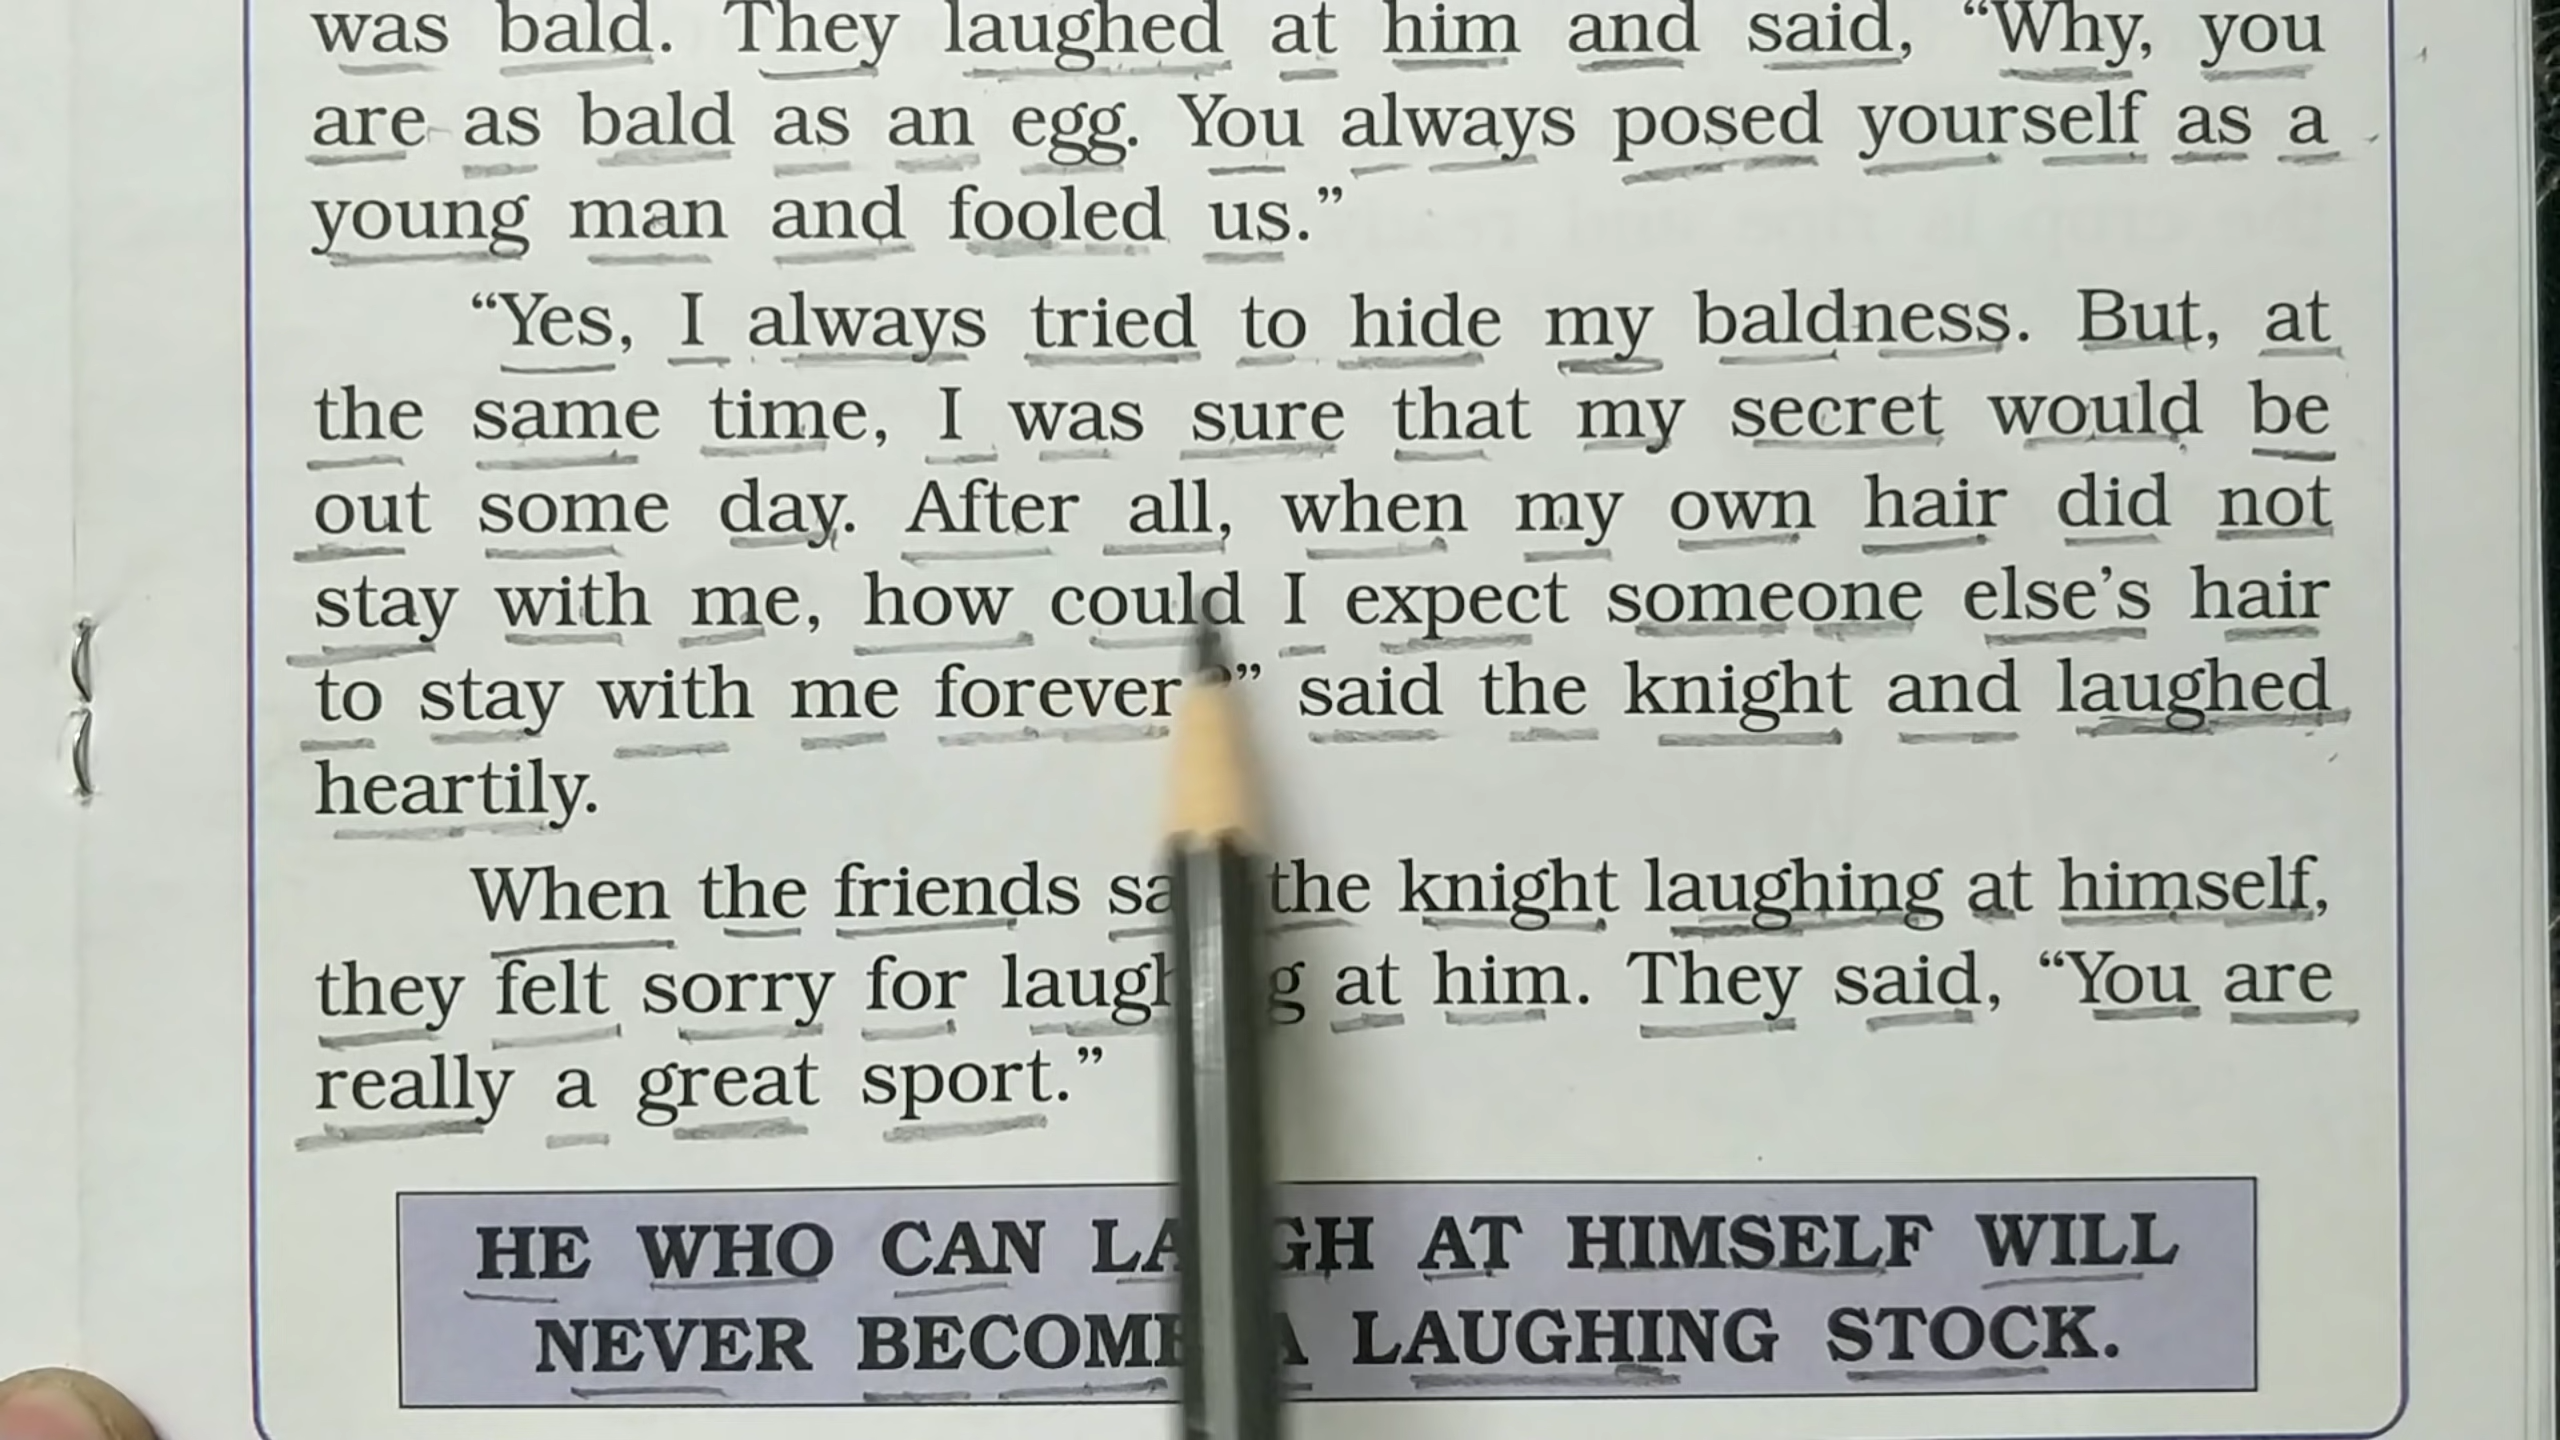 was bald. They laughed at him and said, “Why, you
are as bald as an egg. You always posed yourself as a
young man and fooled us.”
“Yes, I always tried to hide my baldness. But, at
the same time, I was sure that my secret would be
out some day. After all, when my own hair did not
stay with me, how could I expect someone else’s hair
to stay with me forever?” said the knight and laughed
heartily.
When the friends sa the knight laughing at himself,
they felt sorry for laughing at him. They said, “You are
really a great sport.”
HE WHO CAN LAUGH AT HIMSELF WILL
NEVER BECOME A LAUGHING STOCK.